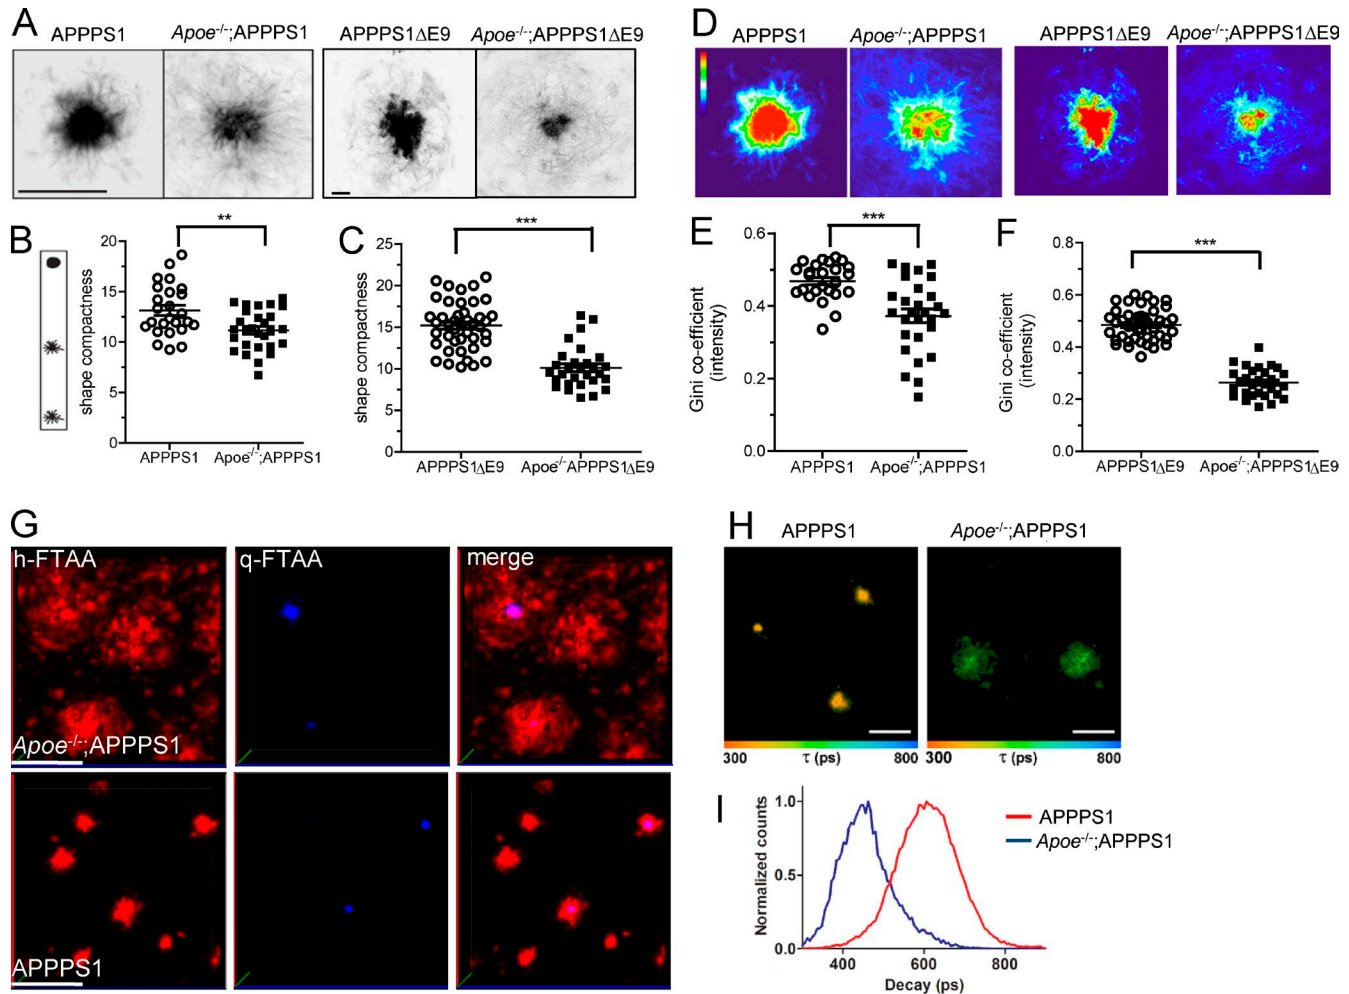 A
APPPS1
Apoe-/-;APPPS1
APPPS1ΔE9
Apoe-/-;APPPS1ΔE9
D
APPPS1
Apoe-/-;APPPS1
APPPS1ΔE9
Apoe-/-;APPPS1ΔE9
B
shape compactness
20
15
10
5
0
**
APPPS1
Apoe-/-;APPPS1
C
shape compactness
25
20
15
10
5
0
***
APPPS1ΔE9
Apoe-/-APPPS1ΔE9
E
Gini co-efficient
(intensity)
0.6
0.4
0.2
0.0
***
APPPS1
Apoe-/-;APPPS1
F
Gini co-efficient
(intensity)
0.8
0.6
0.4
0.2
0.0
***
APPPS1ΔE9
Apoe-/-;APPPS1ΔE9
G
h-FTAA
q-FTAA
merge
Apoe-/-;APPPS1
APPPS1
H
APPPS1
Apoe-/-;APPPS1
300 τ (ps) 800
300 τ (ps) 800
I
Normalized counts
1.0
0.5
0.0
400 600 800
Decay (ps)
APPPS1
Apoe-/-;APPPS1